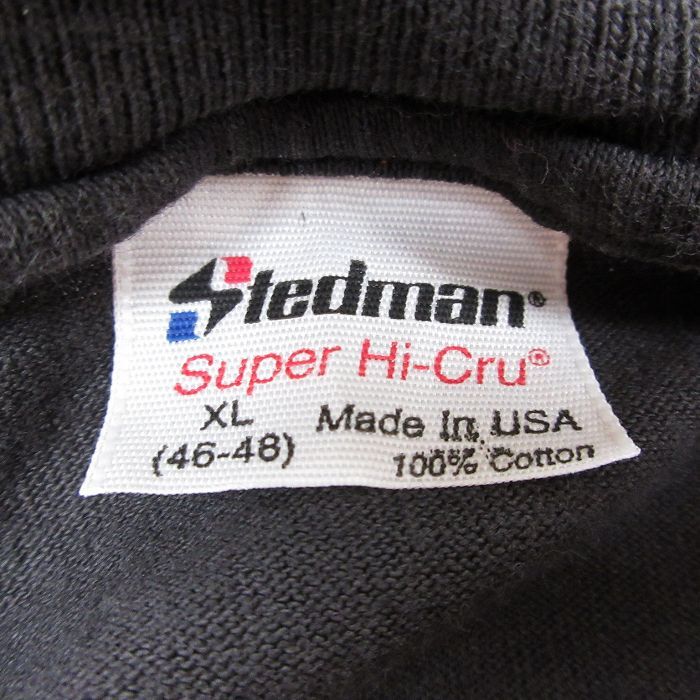 Stedman®
Super Hi-Cru®
XL Made In USA
(46-48) 100% Cotton